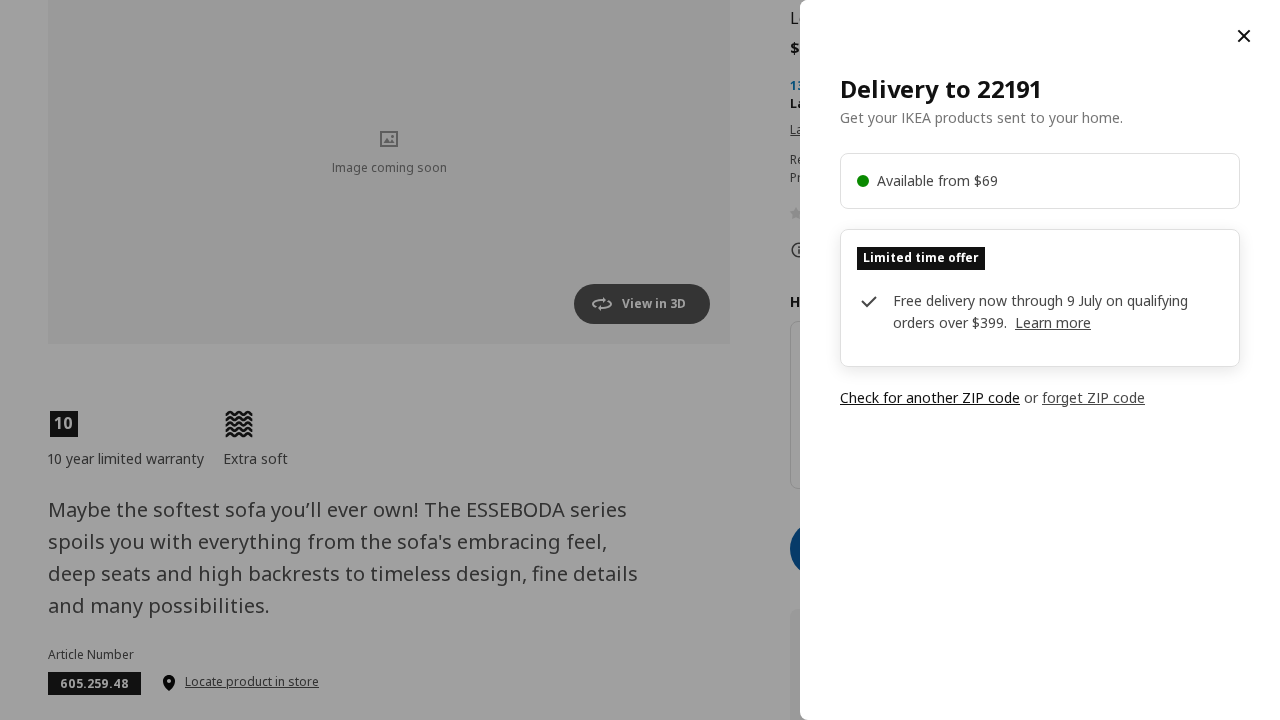 Image coming soon
View in 3D
10
10 year limited warranty
Extra soft
Maybe the softest sofa you’ll ever own! The ESSEBODA series
spoils you with everything from the sofa's embracing feel,
deep seats and high backrests to timeless design, fine details
and many possibilities.
Article Number
605.259.48
Locate product in store
$
Delivery to 22191
Get your IKEA products sent to your home.
Available from $69
Limited time offer
Free delivery now through 9 July on qualifying
orders over $399. Learn more
Check for another ZIP code or forget ZIP code